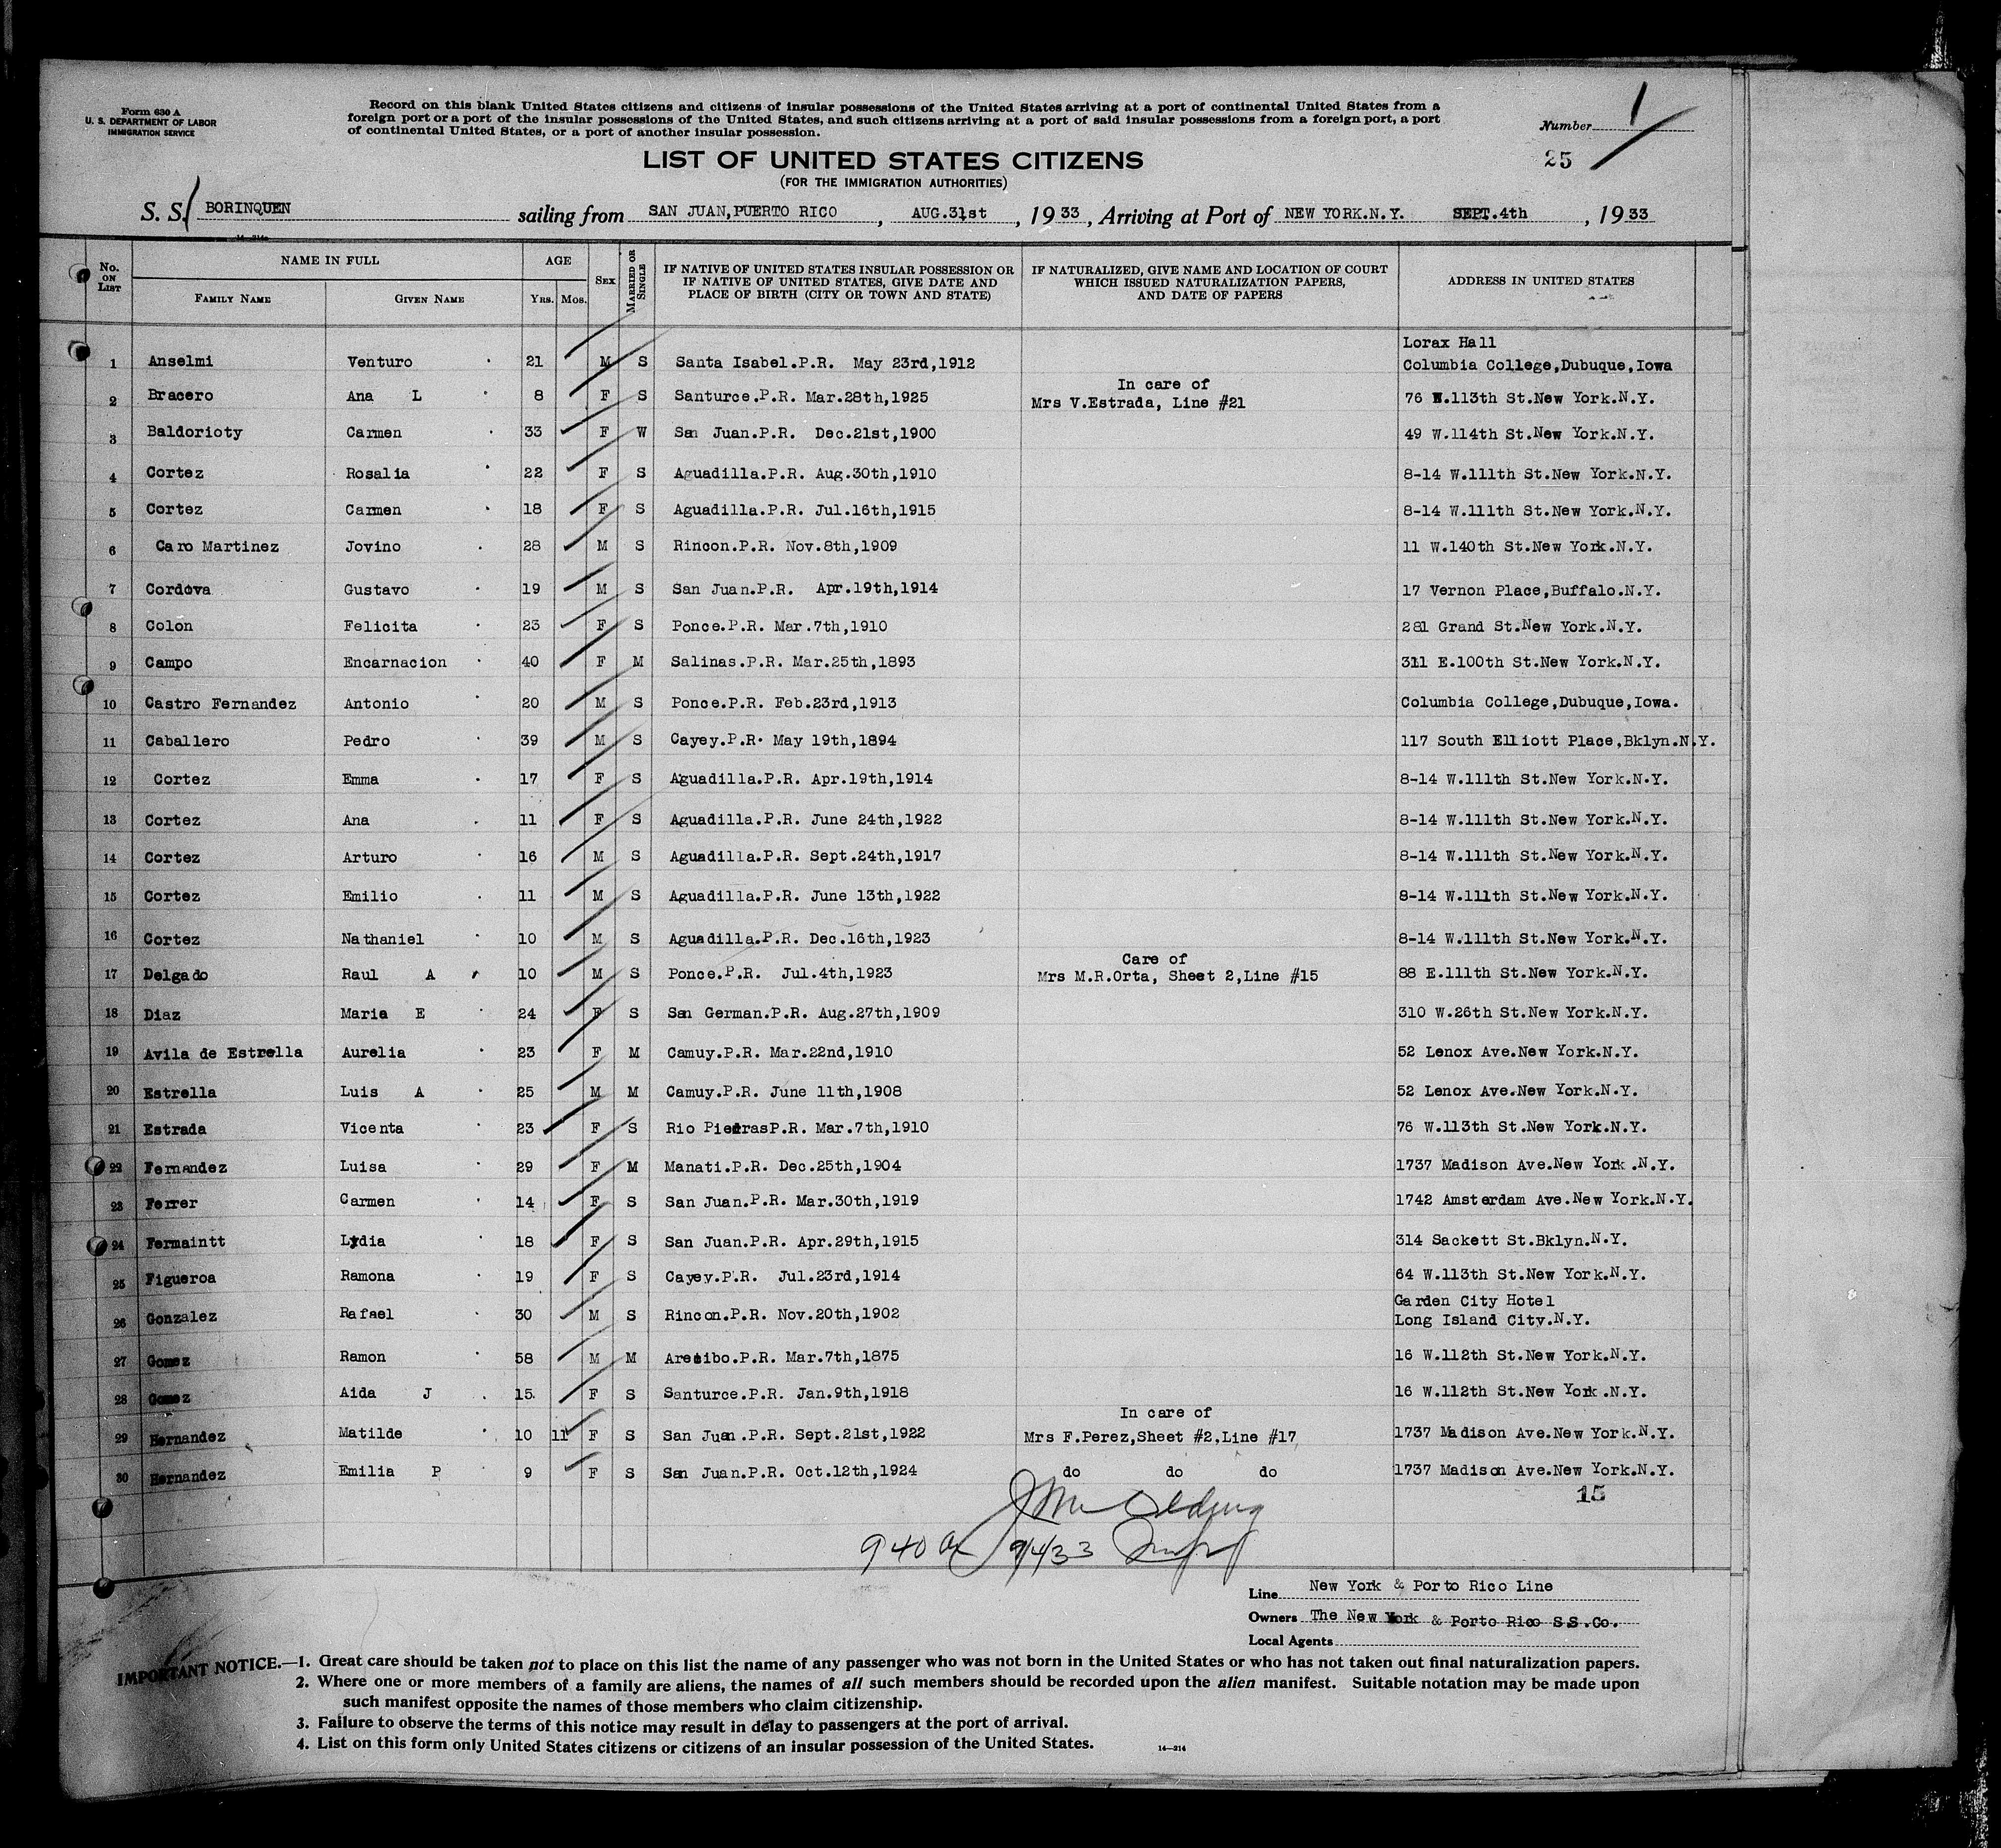 Form 630 A
U. S. DEPARTMENT OF LABOR
IMMIGRATION SERVICE
Record on this blank United States citizens and citizens of insular possessions of the United States arriving at a port of continental United States from a
foreign port or a port of the insular possessions of the United States, and such citizens arriving at a port of said insular possessions from a foreign port, a port
of continental United States, or a port of another insular possession.
Number 1
25
LIST OF UNITED STATES CITIZENS
(FOR THE IMMIGRATION AUTHORITIES)
S. S. BORINQUEN sailing from SAN JUAN,PUERTO RICO , AUG.31st , 1933 , Arriving at Port of NEW YORK.N.Y. SEPT.4th , 1933
No. ON LIST NAME IN FULL FAMILY NAME GIVEN NAME AGE YRS. MOS. SEX MARRIED OR SINGLE IF NATIVE OF UNITED STATES INSULAR POSSESSION OR IF NATIVE OF UNITED STATES, GIVE DATE AND PLACE OF BIRTH (CITY OR TOWN AND STATE) IF NATURALIZED, GIVE NAME AND LOCATION OF COURT WHICH ISSUED NATURALIZATION PAPERS, AND DATE OF PAPERS ADDRESS IN UNITED STATES
Lorax Hall
1 Anselmi Venturo 21 M S Santa Isabel.P.R. May 23rd,1912 Columbia College,Dubuque,Iowa
In care of
2 Bracero Ana L 8 F S Santurce.P.R. Mar.28th,1925 Mrs V.Estrada, Line #21 76 W.113th St.New York.N.Y.
3 Baldorioty Carmen 33 F W San Juan.P.R. Dec.21st,1900 49 W.114th St.New York.N.Y.
4 Cortez Rosalia 22 F S Aguadilla.P.R. Aug.30th,1910 8-14 W.111th St.New York.N.Y.
5 Cortez Carmen 18 F S Aguadilla.P.R. Jul.16th,1915 8-14 W.111th St.New York.N.Y.
6 Caro Martinez Jovino 28 M S Rincon.P.R. Nov.8th,1909 11 W.140th St.New York.N.Y.
7 Cordova Gustavo 19 M S San Juan.P.R. Apr.19th,1914 17 Vernon Place,Buffalo.N.Y.
8 Colon Felicita 23 F S Ponce.P.R. Mar.7th,1910 281 Grand St.New York.N.Y.
9 Campo Encarnacion 40 F M Salinas.P.R. Mar.25th,1893 311 E.100th St.New York.N.Y.
10 Castro Fernandez Antonio 20 M S Ponce.P.R. Feb.23rd,1913 Columbia College,Dubuque,Iowa.
11 Caballero Pedro 39 M S Cayey.P.R. May 19th,1894 117 South Elliott Place,Bklyn.N.Y.
12 Cortez Emma 17 F S Aguadilla.P.R. Apr.19th,1914 8-14 W.111th St.New York.N.Y.
13 Cortez Ana 11 F S Aguadilla.P.R. June 24th,1922 8-14 W.111th St.New York.N.Y.
14 Cortez Arturo 16 M S Aguadilla.P.R. Sept.24th,1917 8-14 W.111th St.New York.N.Y.
15 Cortez Emilio 11 M S Aguadilla.P.R. June 13th,1922 8-14 W.111th St.New York.N.Y.
16 Cortez Nathaniel 10 M S Aguadilla.P.R. Dec.16th,1923 8-14 W.111th St.New York.N.Y.
Care of
17 Delgado Raul A 10 M S Ponce.P.R. Jul.4th,1923 Mrs M.R.Orta, Sheet 2,Line #15 88 E.111th St.New York.N.Y.
18 Diaz Maria E 24 F S San German.P.R. Aug.27th,1909 310 W.26th St.New York.N.Y.
19 Avila de Estrella Aurelia 23 F M Camuy.P.R. Mar.22nd,1910 52 Lenox Ave.New York.N.Y.
20 Estrella Luis A 25 M M Camuy.P.R. June 11th,1908 52 Lenox Ave.New York.N.Y.
21 Estrada Vicenta 23 F S Rio PiedrasP.R. Mar.7th,1910 76 W.113th St.New York.N.Y.
22 Fernandez Luisa 29 F M Manati.P.R. Dec.25th,1904 1737 Madison Ave.New York.N.Y.
23 Ferrer Carmen 14 F S San Juan.P.R. Mar.30th,1919 1742 Amsterdam Ave.New York.N.Y.
24 Fermaintt Lydia 18 F S San Juan.P.R. Apr.29th,1915 314 Sackett St.Bklyn.N.Y.
25 Figueroa Ramona 19 F S Cayey.P.R. Jul.23rd,1914 64 W.113th St.New York.N.Y.
Garden City Hotel
26 Gonzalez Rafael 30 M S Rincon.P.R. Nov.20th,1902 Long Island City.N.Y.
27 Gomez Ramon 58 M M Arecibo.P.R. Mar.7th,1875 16 W.112th St.New York.N.Y.
28 Gomez Aida J 15 F S Santurce.P.R. Jan.9th,1918 16 W.112th St.New York.N.Y.
In care of
29 Hernandez Matilde 10 11 F S San Juan.P.R. Sept.21st,1922 Mrs F.Perez,Sheet #2,Line #17 1737 Madison Ave.New York.N.Y.
30 Hernandez Emilia P 9 F S San Juan.P.R. Oct.12th,1924 do do do 1737 Madison Ave.New York.N.Y.
15
940 a 9/4/33
Line New York & Porto Rico Line
Owners The New York & Porto Rico S.S.Co.
Local Agents
IMPORTANT NOTICE.—1. Great care should be taken not to place on this list the name of any passenger who was not born in the United States or who has not taken out final naturalization papers.
2. Where one or more members of a family are aliens, the names of all such members should be recorded upon the alien manifest. Suitable notation may be made upon
such manifest opposite the names of those members who claim citizenship.
3. Failure to observe the terms of this notice may result in delay to passengers at the port of arrival.
4. List on this form only United States citizens or citizens of an insular possession of the United States.
14—214